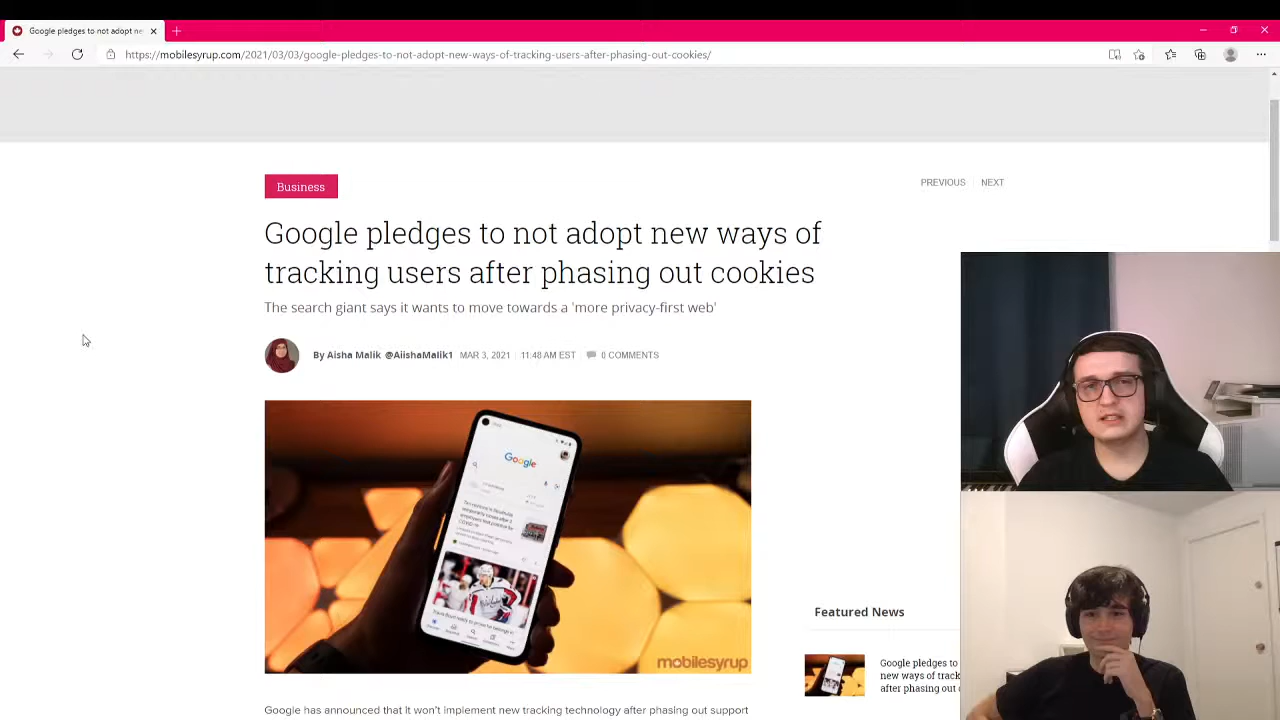 Google pledges to not adopt ne
https://mobilesyrup.com/2021/03/03/google-pledges-to-not-adopt-new-ways-of-tracking-users-after-phasing-out-cookies/
Business
PREVIOUS
NEXT
Google pledges to not adopt new ways of
tracking users after phasing out cookies
The search giant says it wants to move towards a 'more privacy-first web'
By Aisha Malik @AiishaMalik1 MAR 3, 2021 11:48 AM EST 0 COMMENTS
Google
mobilesyrup
Featured News
Google pledges to
new ways of track
after phasing out
Google has announced that it won't implement new tracking technology after phasing out support